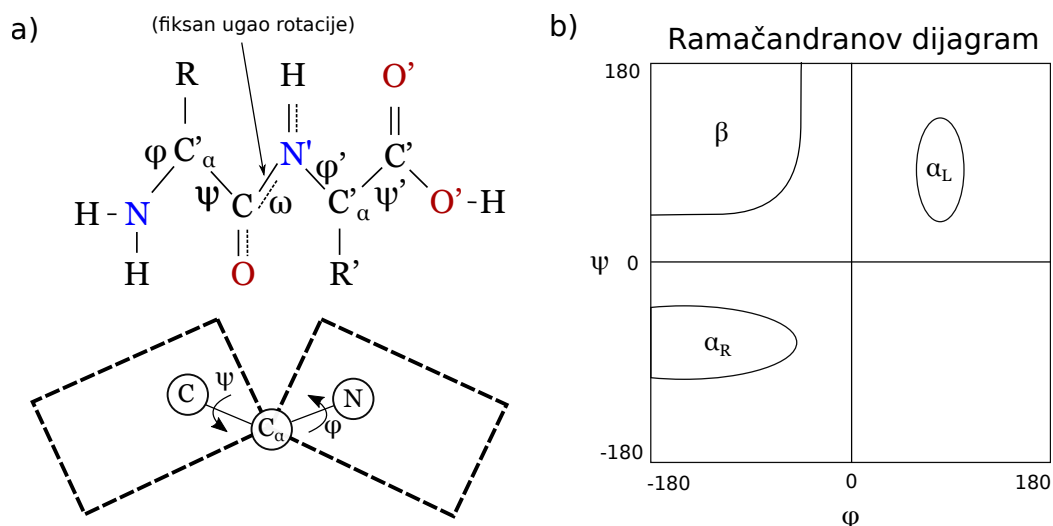 a)
(fiksan ugao rotacije)
R H O’
φ C’α N' φ’ C’
ψ C ω C’α ψ’ O’-H
H-N
H O R’
C ψ N
Cα φ
b)
Ramačandranov dijagram
180
β αL
ψ 0
αR
-180
-180 0 180
φ